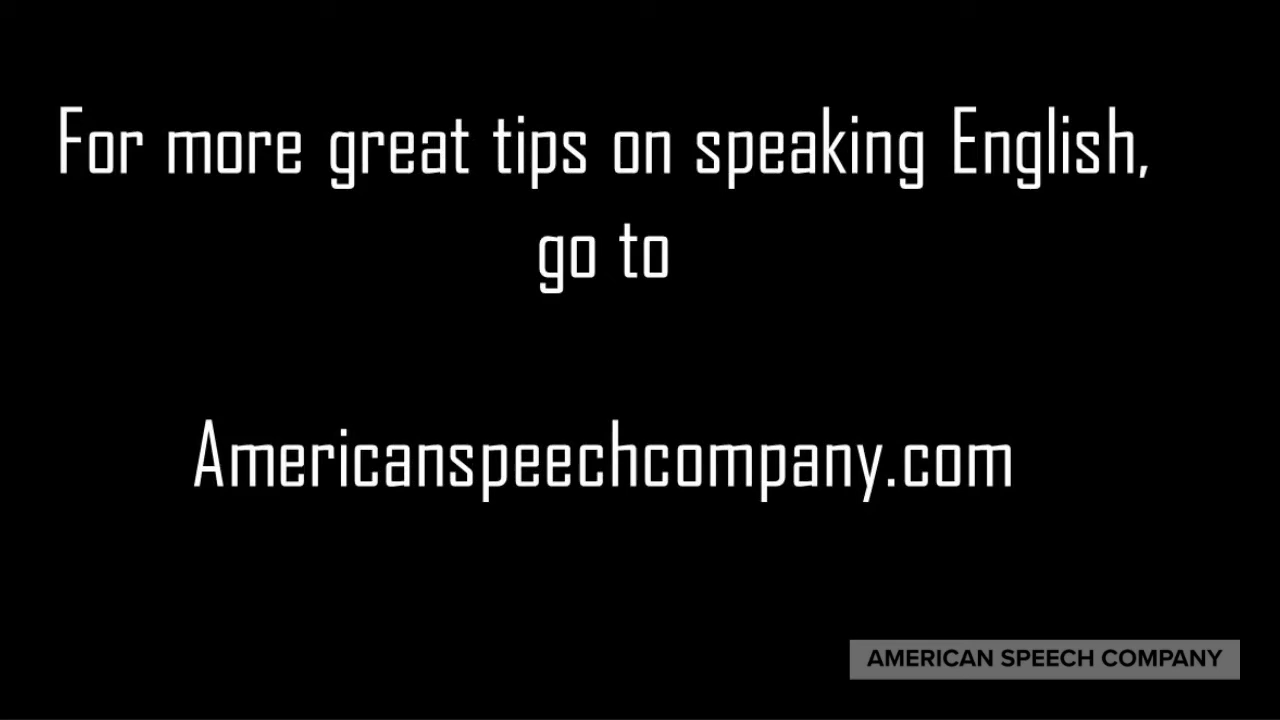 For more great tips on speaking English,
go to
Americanspeechcompany.com
AMERICAN SPEECH COMPANY